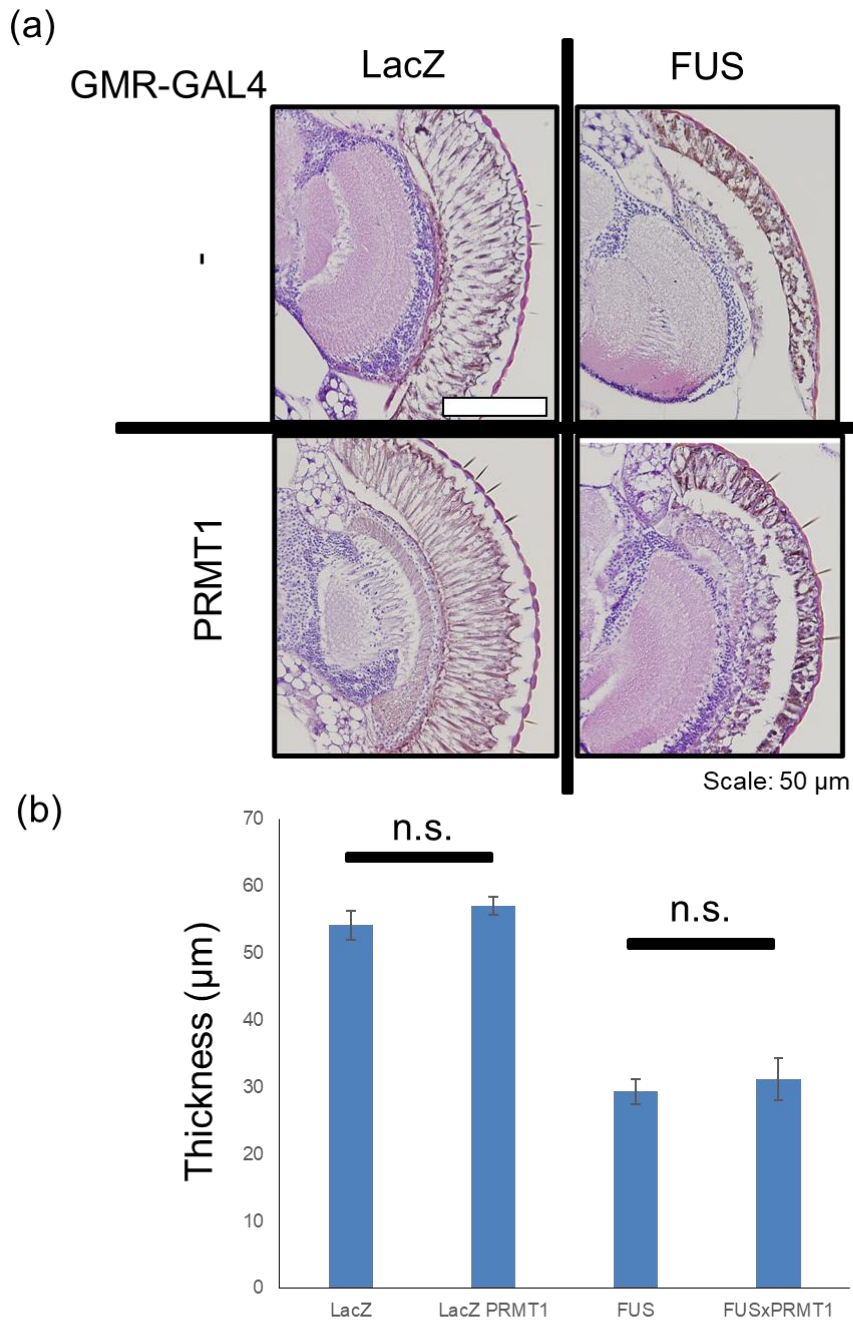 (a)
GMR-GAL4
LacZ
FUS
-
PRMT1
Scale: 50 µm
(b)
Thickness (µm)
70
60
50
40
30
20
10
0
n.s.
n.s.
LacZ
LacZ PRMT1
FUS
FUSxPRMT1